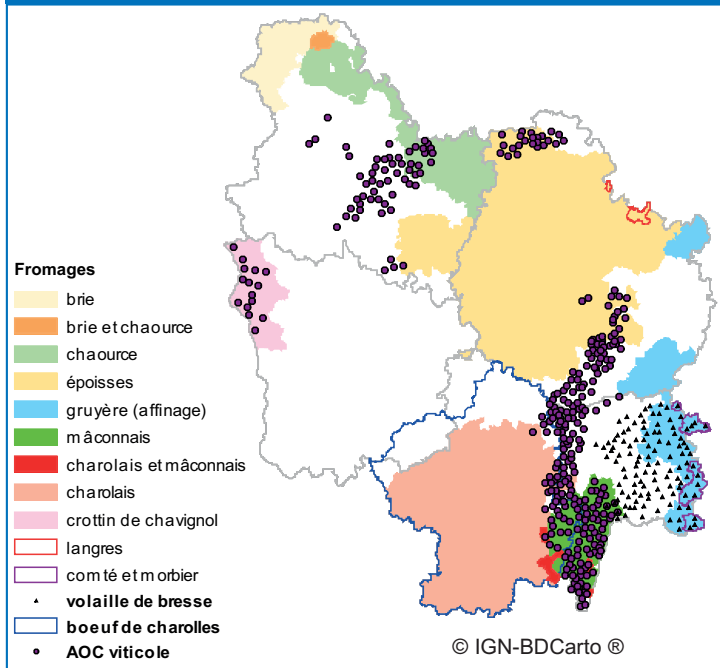 Fromages
brie
brie et chaource
chaource
époisses
gruyère (affinage)
mâconnais
charolais et mâconnais
charolais
crottin de chavignol
langres
comté et morbier
volaille de bresse
boeuf de charolles
AOC viticole
© IGN-BDCarto ®